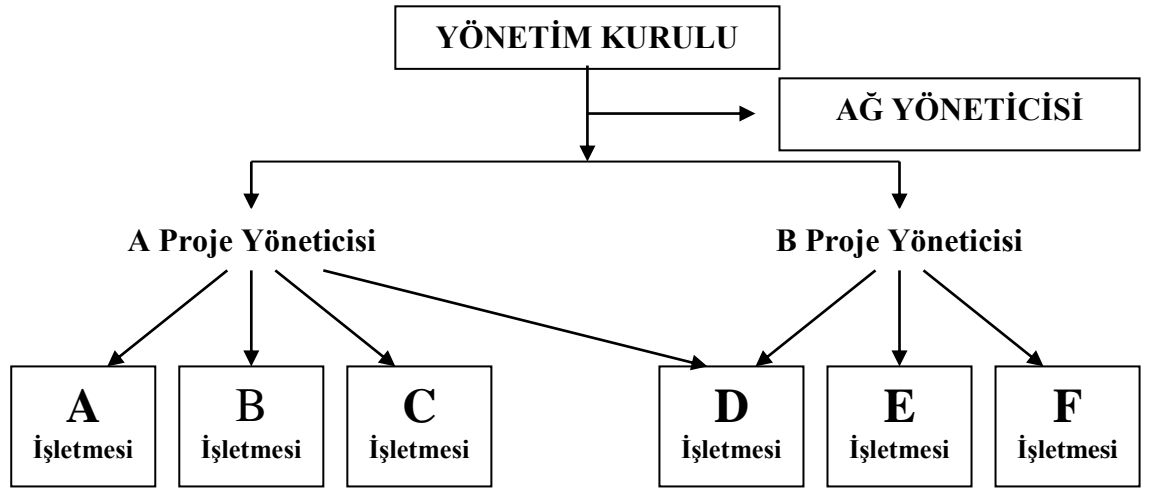 YÖNETİM KURULU
AĞ YÖNETİCİSİ
A Proje Yöneticisi
B Proje Yöneticisi
A
İşletmesi
B
İşletmesi
C
İşletmesi
D
İşletmesi
E
İşletmesi
F
İşletmesi